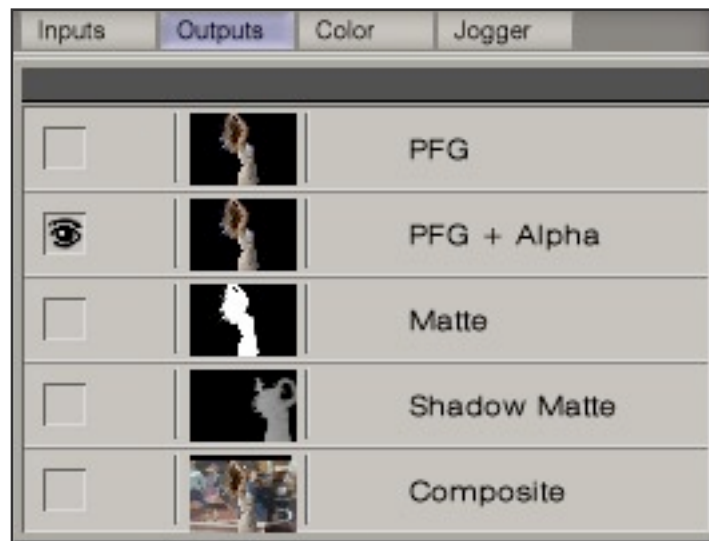 Inputs Outputs Color Jogger
PFG
PFG + Alpha
Matte
Shadow Matte
Composite